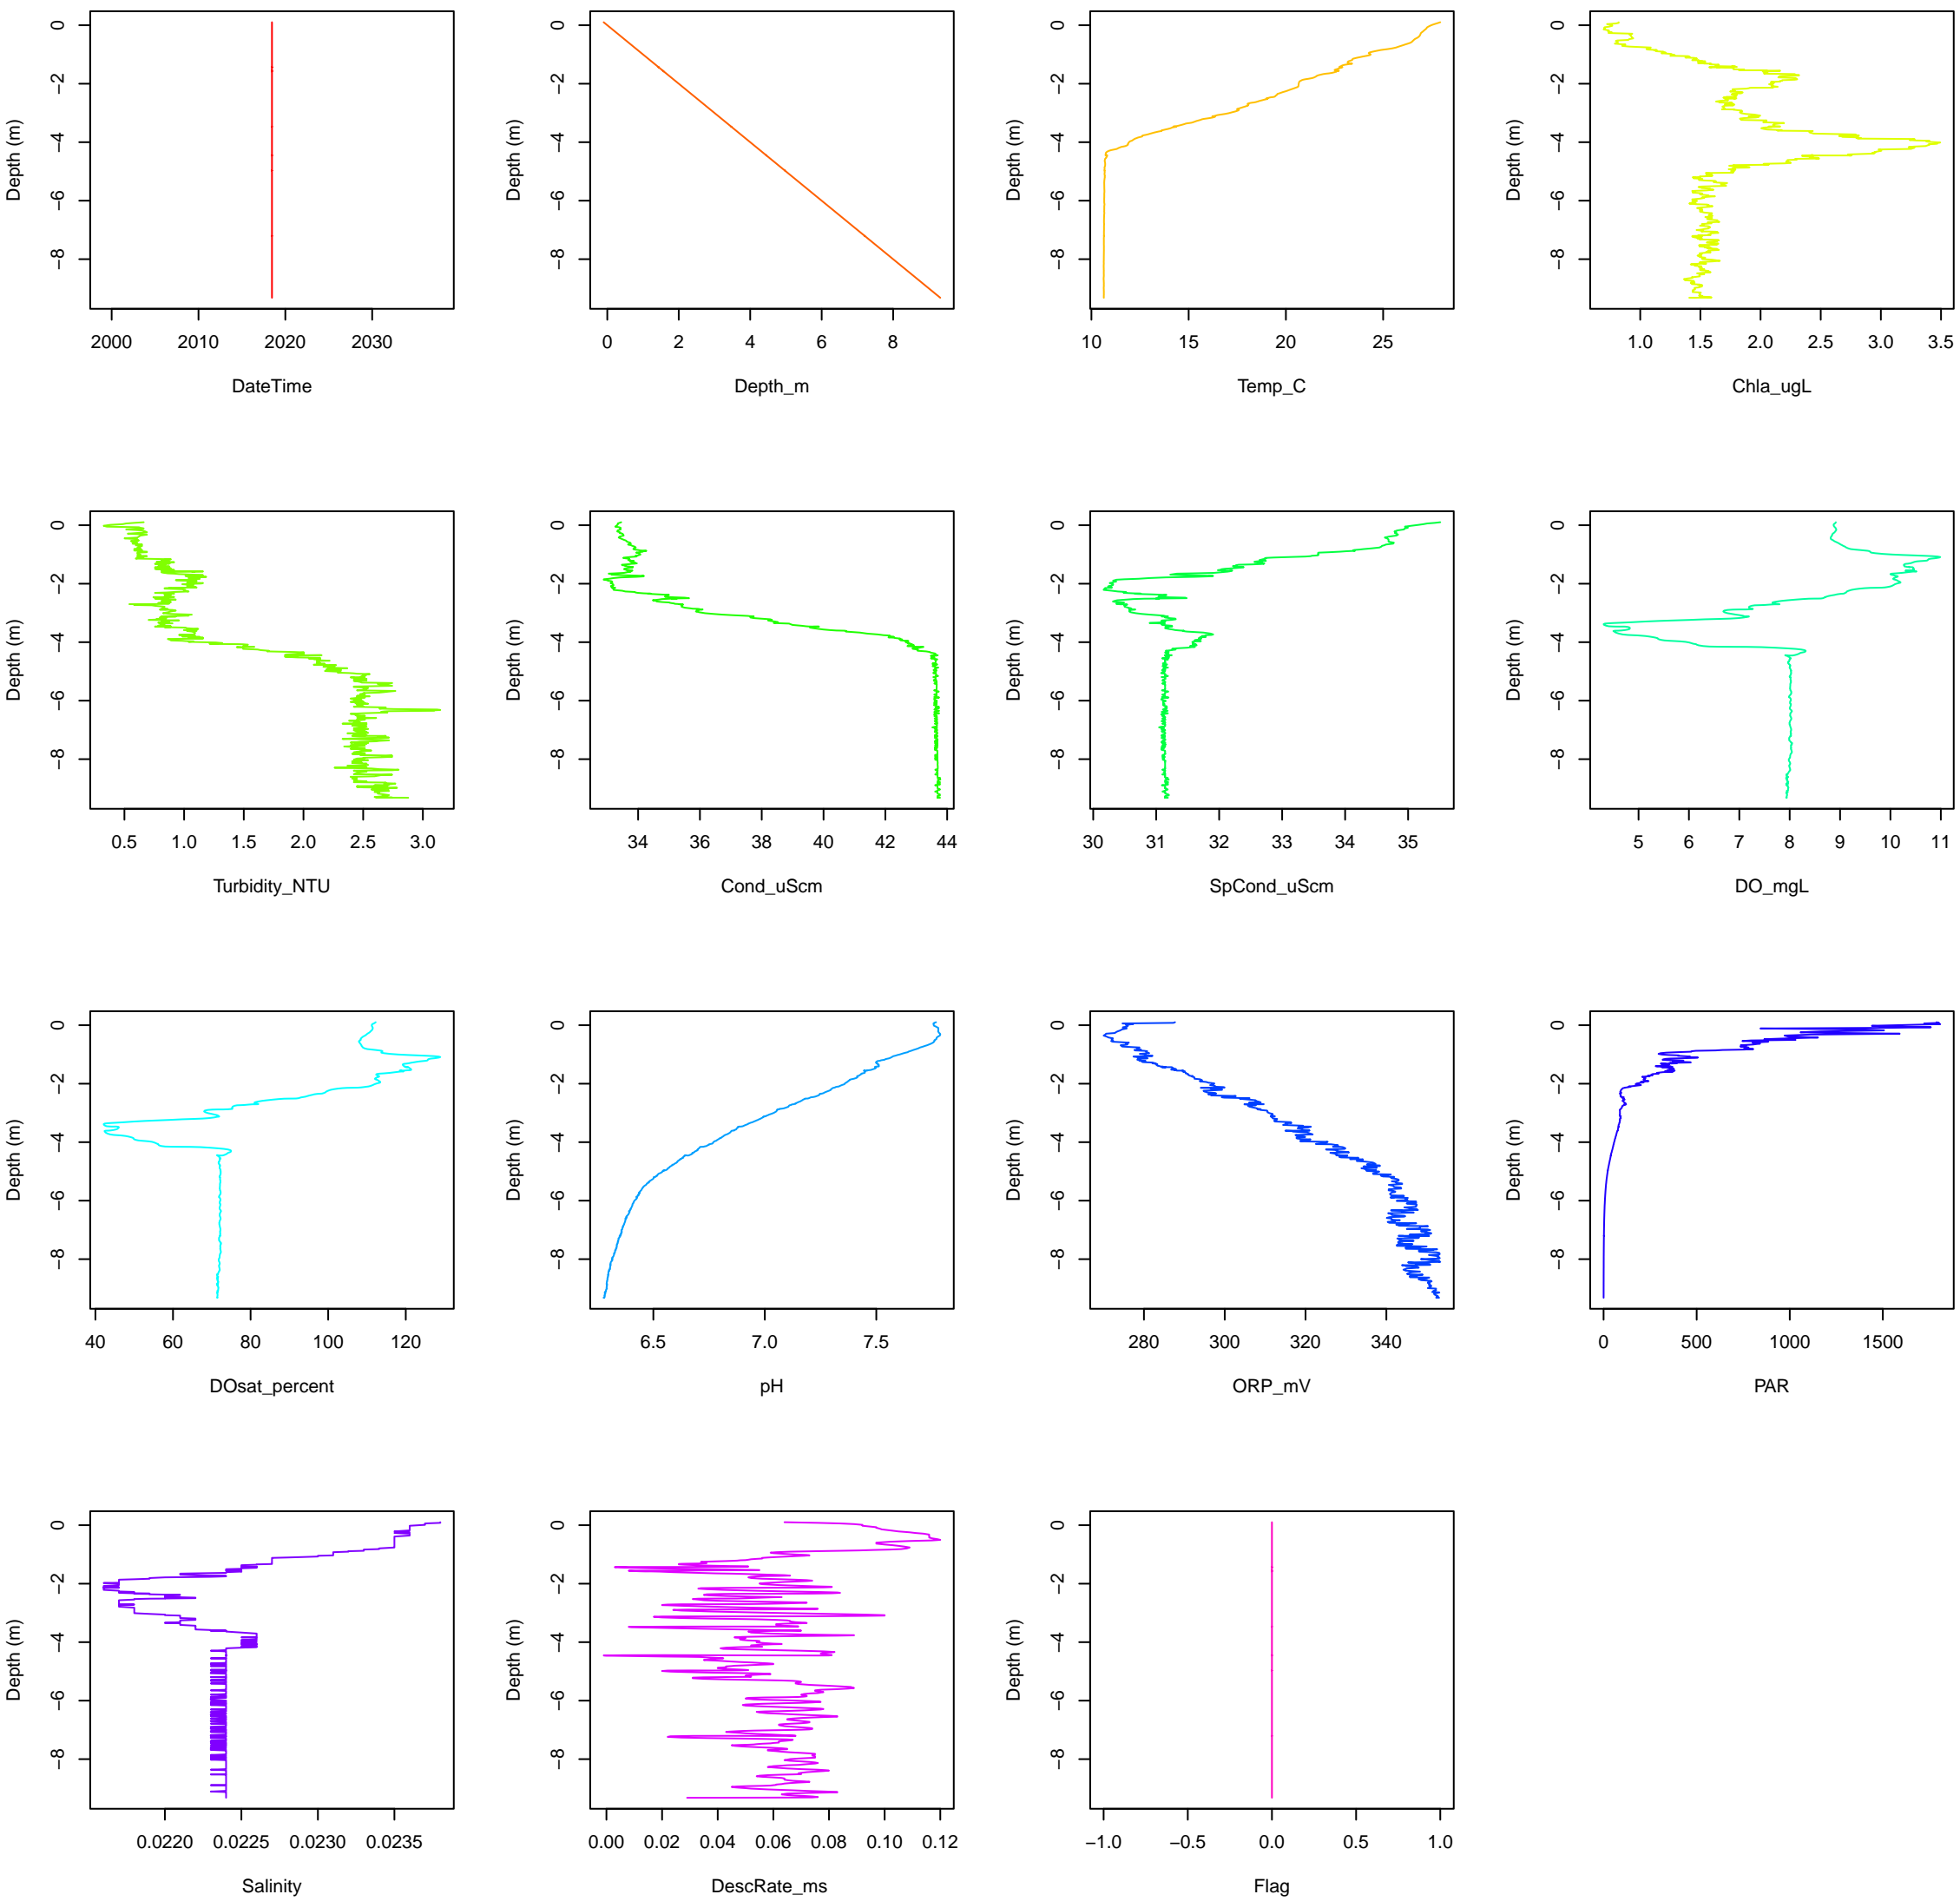 Depth (m)
0
−2
−4
−6
−8
2000 2010 2020 2030
DateTime
Depth (m)
0
−2
−4
−6
−8
0 2 4 6 8
Depth_m
Depth (m)
0
−2
−4
−6
−8
10 15 20 25
Temp_C
Depth (m)
0
−2
−4
−6
−8
1.0 1.5 2.0 2.5 3.0 3.5
Chla_ugL
Depth (m)
0
−2
−4
−6
−8
0.5 1.0 1.5 2.0 2.5 3.0
Turbidity_NTU
Depth (m)
0
−2
−4
−6
−8
34 36 38 40 42 44
Cond_uScm
Depth (m)
0
−2
−4
−6
−8
30 31 32 33 34 35
SpCond_uScm
Depth (m)
0
−2
−4
−6
−8
5 6 7 8 9 10 11
DO_mgL
Depth (m)
0
−2
−4
−6
−8
40 60 80 100 120
DOsat_percent
Depth (m)
0
−2
−4
−6
−8
6.5 7.0 7.5
pH
Depth (m)
0
−2
−4
−6
−8
280 300 320 340
ORP_mV
Depth (m)
0
−2
−4
−6
−8
0 500 1000 1500
PAR
Depth (m)
0
−2
−4
−6
−8
0.0220 0.0225 0.0230 0.0235
Salinity
Depth (m)
0
−2
−4
−6
−8
0.00 0.02 0.04 0.06 0.08 0.10 0.12
DescRate_ms
Depth (m)
0
−2
−4
−6
−8
−1.0 −0.5 0.0 0.5 1.0
Flag